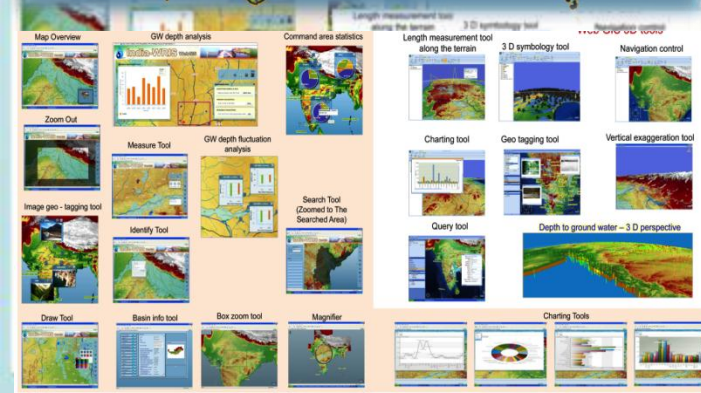 Length measurement tool
along the terrain
3 D symbology tool
Navigation control
Map Overview
GW depth analysis
Command area statistics
India-WRIS
Zoom Out
Measure Tool
GW depth fluctuation
analysis
Image geo - tagging tool
Identify Tool
Search Tool
(Zoomed to The
Searched Area)
Draw Tool
Basin info tool
Box zoom tool
Magnifier
Web GIS 3D tools
Length measurement tool
along the terrain
3 D symbology tool
Navigation control
Charting tool
Geo tagging tool
Vertical exaggeration tool
Query tool
Depth to ground water – 3 D perspective
Charting Tools